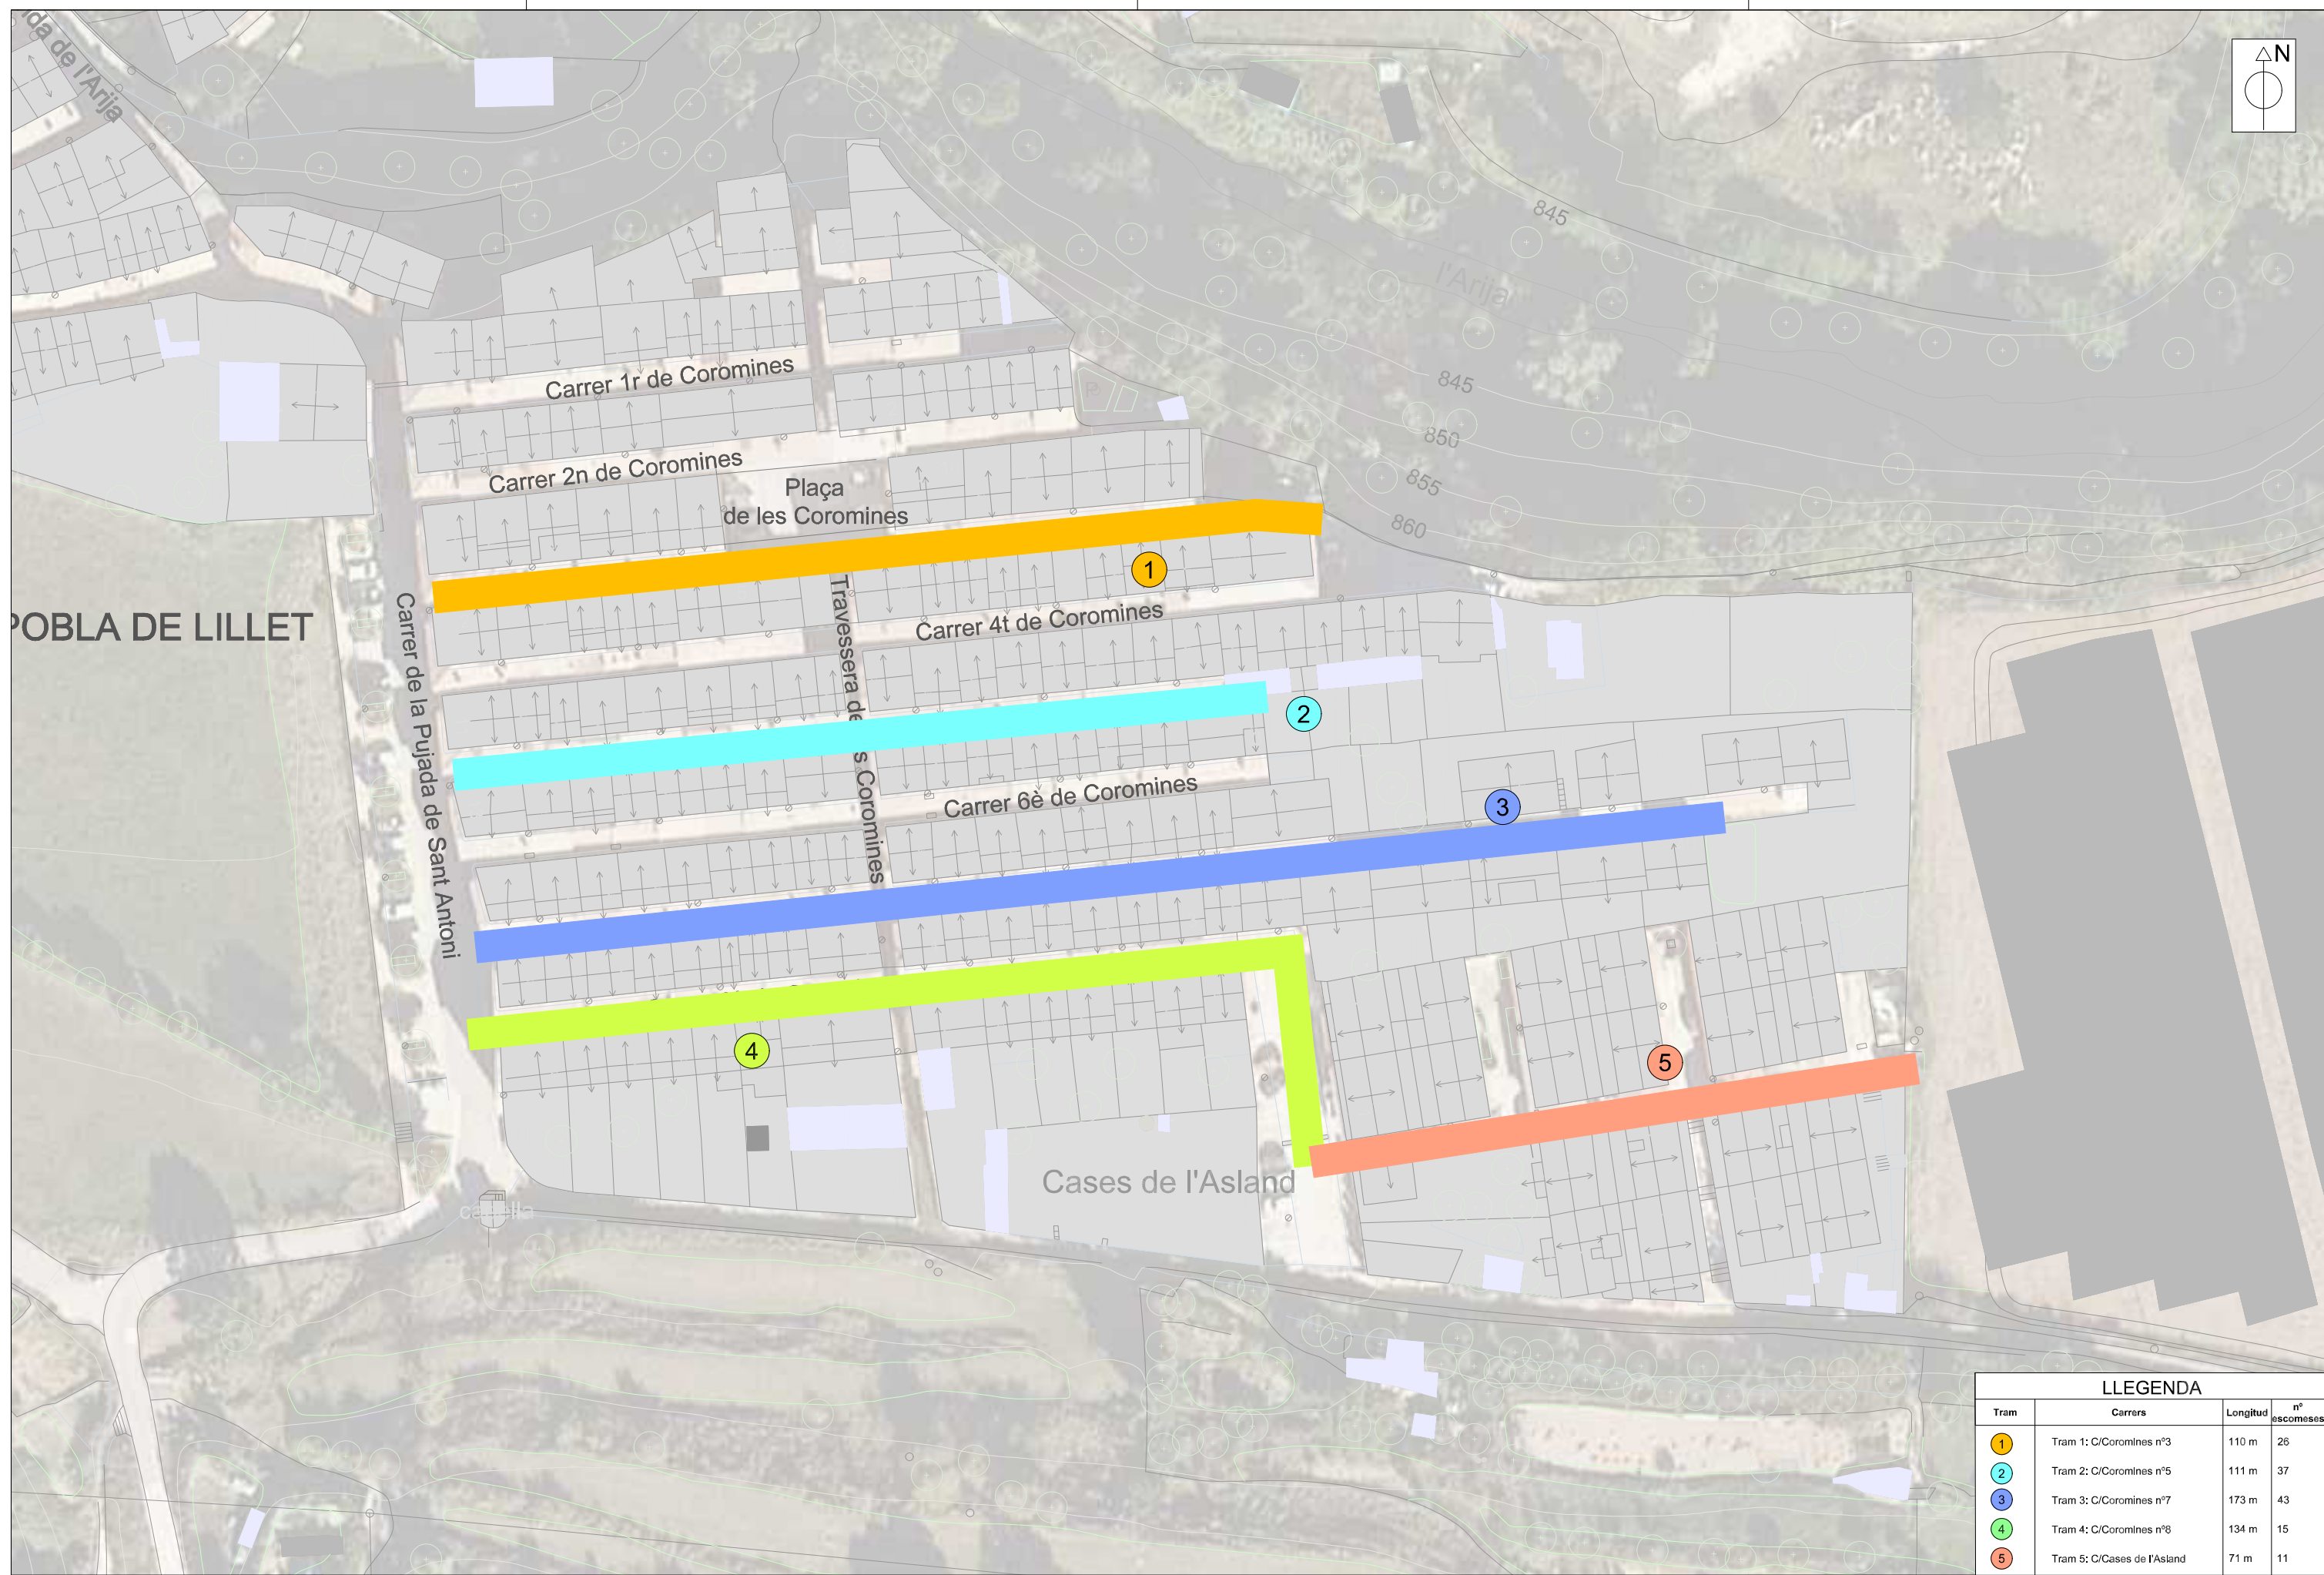 da de l'Arija
N
845
l'Arija
845
850
855
860
P
Carrer 1r de Coromines
Carrer 2n de Coromines
Plaça
de les Coromines
1
POBLA DE LILLET
Carrer de la Pujada de Sant Antoni
Travessera de
s Coromines
Carrer 4t de Coromines
2
Carrer 6è de Coromines
3
4
5
Cases de l'Asland
LLEGENDA
Tram Carrers Longitud nº escomeses
1 Tram 1: C/Coromines nº3 110 m 26
2 Tram 2: C/Coromines nº5 111 m 37
3 Tram 3: C/Coromines nº7 173 m 43
4 Tram 4: C/Coromines nº8 134 m 15
5 Tram 5: C/Cases de l'Asland 71 m 11